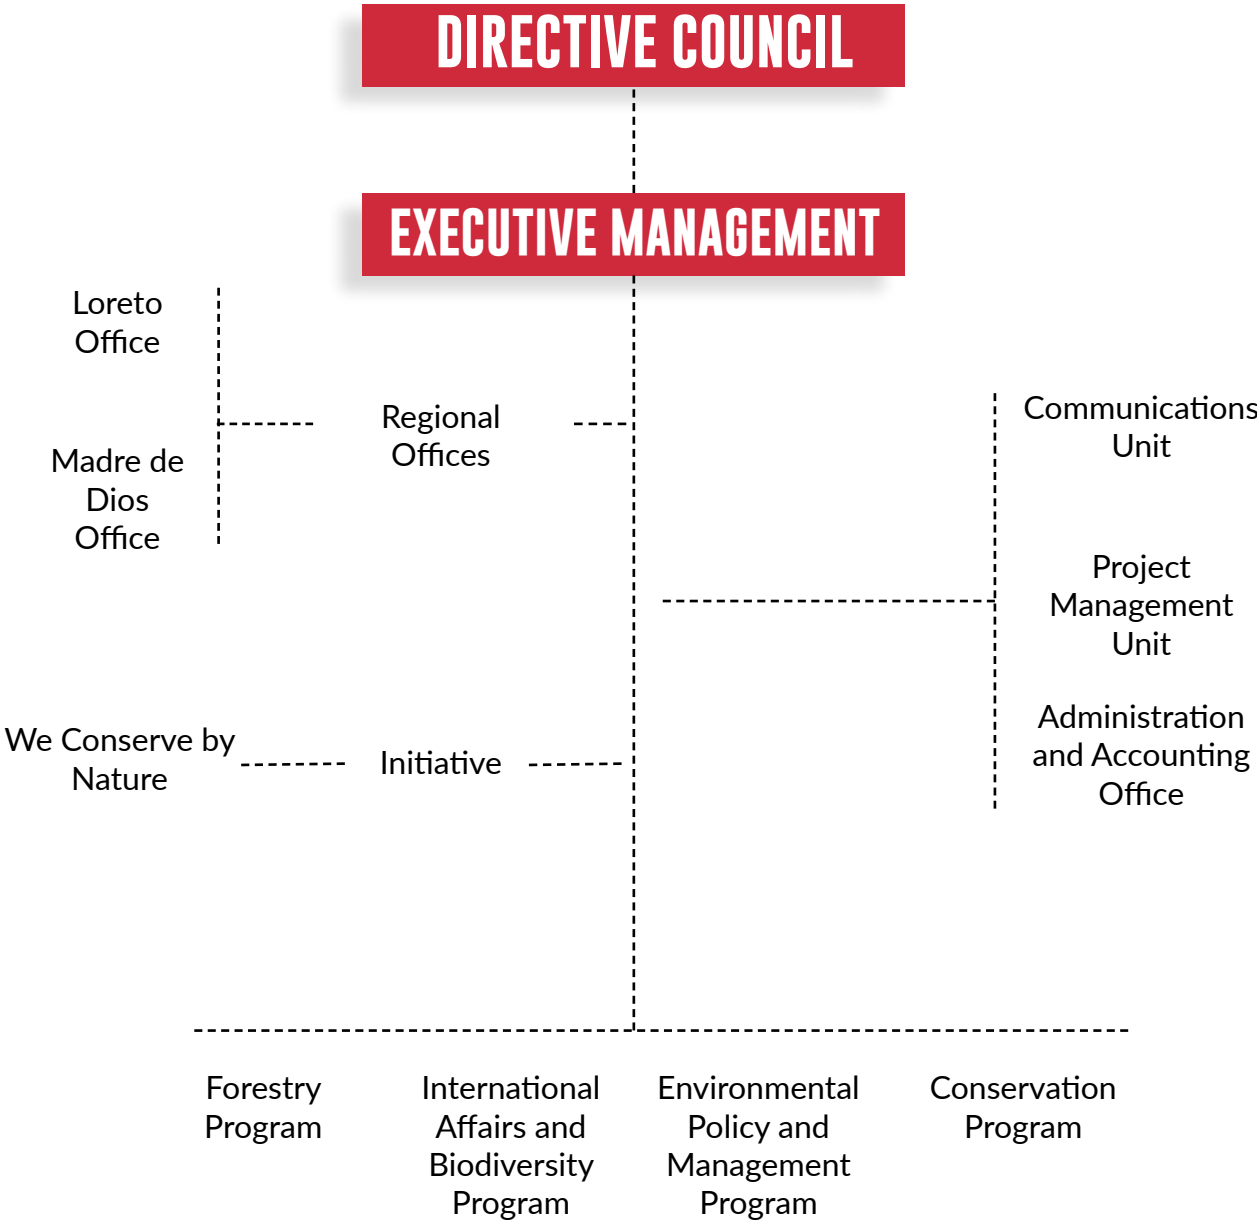 DIRECTIVE COUNCIL
EXECUTIVE MANAGEMENT
Loreto
Office
Madre de
Dios
Office
Regional
Offices
Communications
Unit
Project
Management
Unit
Administration
and Accounting
Office
We Conserve by
Nature
Initiative
Forestry
Program
International
Affairs and
Biodiversity
Program
Environmental
Policy and
Management
Program
Conservation
Program